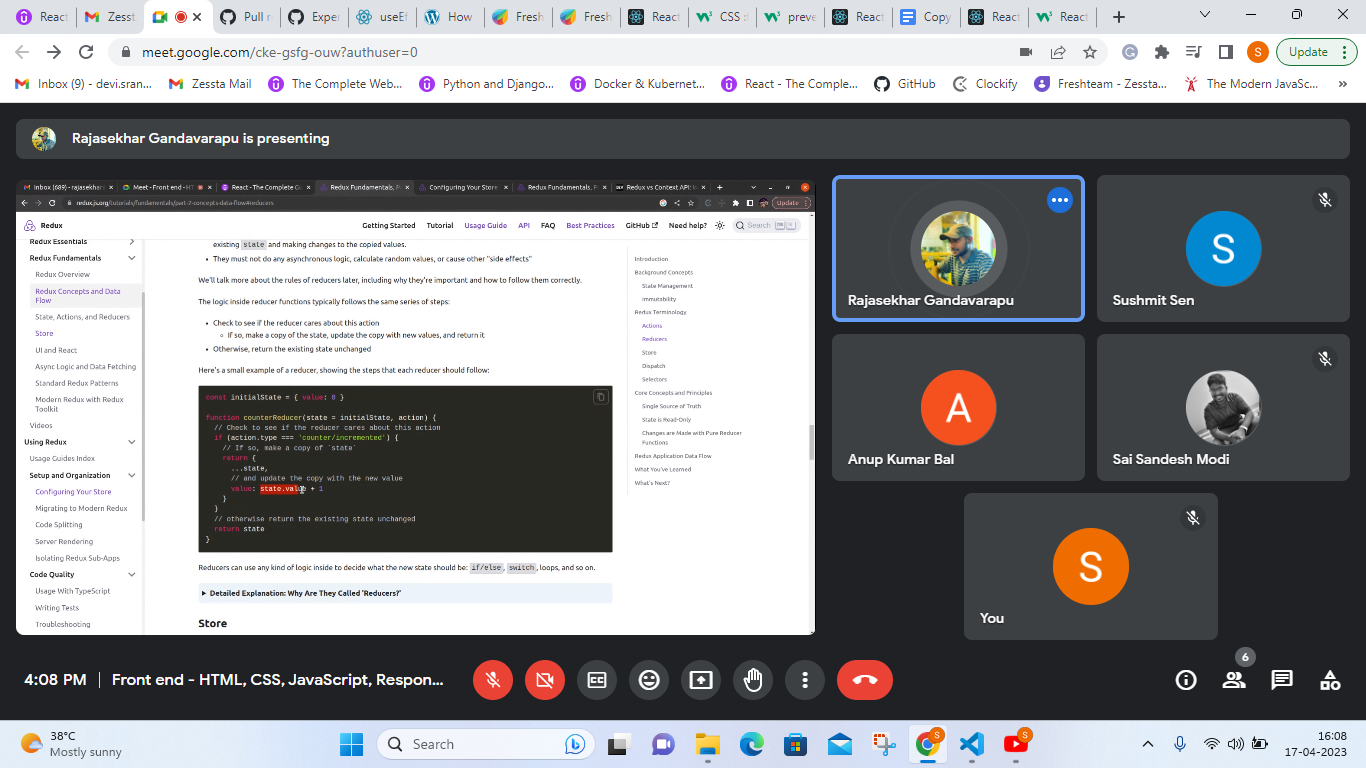 React
Zesst
Pull r
Exper
useEf
How
Fresh
Fresh
React
CSS :
preve
React
Copy
React
React
meet.google.com/cke-gsfg-ouw?authuser=0
S
Update
Inbox (9) - devi.sran...
Zessta Mail
The Complete Web...
Python and Django...
Docker & Kubernet...
React - The Comple...
GitHub
Clockify
Freshteam - Zessta...
The Modern JavaSc...
Rajasekhar Gandavarapu is presenting
Inbox (689) - rajasekhar
Meet - Front end - HT
React - The Complete Gu
Redux Fundamentals, P
Configuring Your Store
Redux Fundamentals, P
Redux vs Context API:
redux.js.org/tutorials/fundamentals/part-2-concepts-data-flow#reducers
Update
Redux
Getting Started
Tutorial
Usage Guide
API
FAQ
Best Practices
GitHub
Need help?
Search
Redux Essentials
Redux Fundamentals
Redux Overview
Redux Concepts and Data
Flow
State, Actions, and Reducers
Store
UI and React
Async Logic and Data Fetching
Standard Redux Patterns
Modern Redux with Redux
Toolkit
Videos
Using Redux
Usage Guides Index
Setup and Organization
Configuring Your Store
Migrating to Modern Redux
Code Splitting
Server Rendering
Isolating Redux Sub-Apps
Code Quality
Usage With TypeScript
Writing Tests
Troubleshooting
existing state and making changes to the copied values.
They must not do any asynchronous logic, calculate random values, or cause other "side effects"
We'll talk more about the rules of reducers later, including why they're important and how to follow them correctly.
The logic inside reducer functions typically follows the same series of steps:
Check to see if the reducer cares about this action
If so, make a copy of the state, update the copy with new values, and return it
Otherwise, return the existing state unchanged
Here's a small example of a reducer, showing the steps that each reducer should follow:
const initialState = { value: 0 }
function counterReducer(state = initialState, action) {
// Check to see if the reducer cares about this action
if (action.type === 'counter/incremented') {
// If so, make a copy of `state`
return {
...state,
// and update the copy with the new value
value: state.value + 1
}
}
// otherwise return the existing state unchanged
return state
}
Reducers can use any kind of logic inside to decide what the new state should be: if/else, switch, loops, and so on.
Detailed Explanation: Why Are They Called 'Reducers?'
Store
Introduction
Background Concepts
State Management
Immutability
Redux Terminology
Actions
Reducers
Store
Dispatch
Selectors
Core Concepts and Principles
Single Source of Truth
State is Read-Only
Changes are Made with Pure Reducer
Functions
Redux Application Data Flow
What You've Learned
What's Next?
Rajasekhar Gandavarapu
S
Sushmit Sen
A
Anup Kumar Bal
Sai Sandesh Modi
S
You
4:08 PM | Front end - HTML, CSS, JavaScript, Respon...
6
38°C
Mostly sunny
Search
S
S
S
16:08
17-04-2023